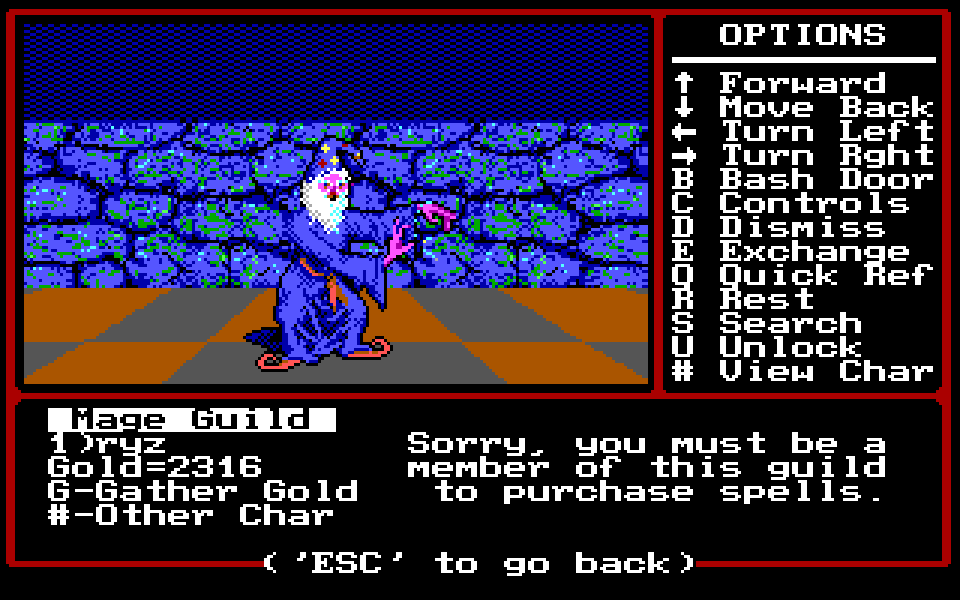 OPTIONS
↑ Forward
↓ Move Back
← Turn Left
→ Turn Rght
B Bash Door
C Controls
D Dismiss
E Exchange
Q Quick Ref
R Rest
S Search
U Unlock
# View Char
Mage Guild
1)ryz
Gold=2316
G-Gather Gold
#-Other Char
Sorry, you must be a
member of this guild
to purchase spells.
('ESC' to go back)